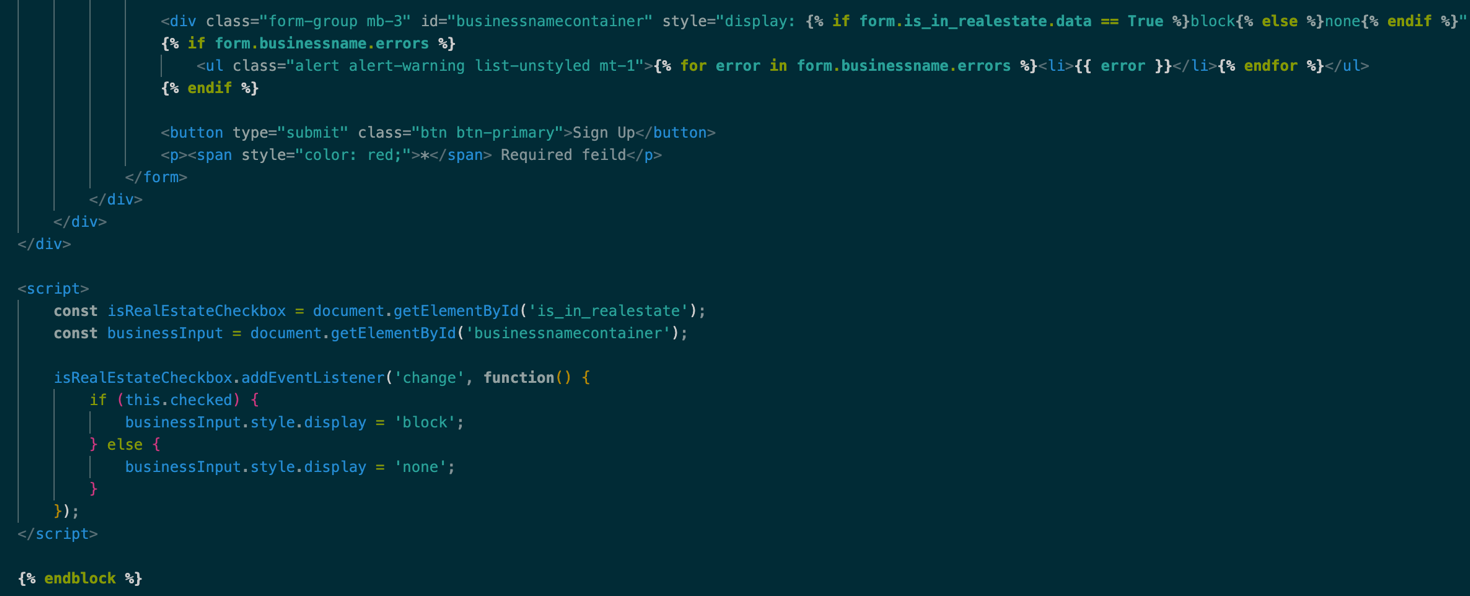 <div class="form-group mb-3" id="businessnamecontainer" style="display: {% if form.is_in_realestate.data == True %}block{% else %}none{% endif %}"
{% if form.businessname.errors %}
<ul class="alert alert-warning list-unstyled mt-1">{% for error in form.businessname.errors %}<li>{{ error }}</li>{% endfor %}</ul>
{% endif %}
<button type="submit" class="btn btn-primary">Sign Up</button>
<p><span style="color: red;">*</span> Required feild</p>
</form>
</div>
</div>
</div>
<script>
const isRealEstateCheckbox = document.getElementById('is_in_realestate');
const businessInput = document.getElementById('businessnamecontainer');
isRealEstateCheckbox.addEventListener('change', function() {
if (this.checked) {
businessInput.style.display = 'block';
} else {
businessInput.style.display = 'none';
}
});
</script>
{% endblock %}